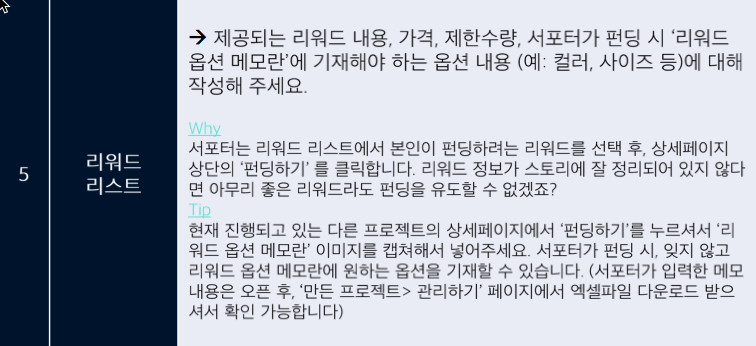 5
리워드
리스트
→ 제공되는 리워드 내용, 가격, 제한수량, 서포터가 펀딩 시 ‘리워드
옵션 메모란’에 기재해야 하는 옵션 내용 (예: 컬러, 사이즈 등)에 대해
작성해 주세요.
Why
서포터는 리워드 리스트에서 본인이 펀딩하려는 리워드를 선택 후, 상세페이지
상단의 ‘펀딩하기’ 를 클릭합니다. 리워드 정보가 스토리에 잘 정리되어 있지 않다
면 아무리 좋은 리워드라도 펀딩을 유도할 수 없겠죠?
Tip
현재 진행되고 있는 다른 프로젝트의 상세페이지에서 ‘펀딩하기’를 누르셔서 ‘리
워드 옵션 메모란’ 이미지를 캡쳐해서 넣어주세요. 서포터가 펀딩 시, 잊지 않고
리워드 옵션 메모란에 원하는 옵션을 기재할 수 있습니다. (서포터가 입력한 메모
내용은 오픈 후, ‘만든 프로젝트> 관리하기’ 페이지에서 엑셀파일 다운로드 받으
셔서 확인 가능합니다)